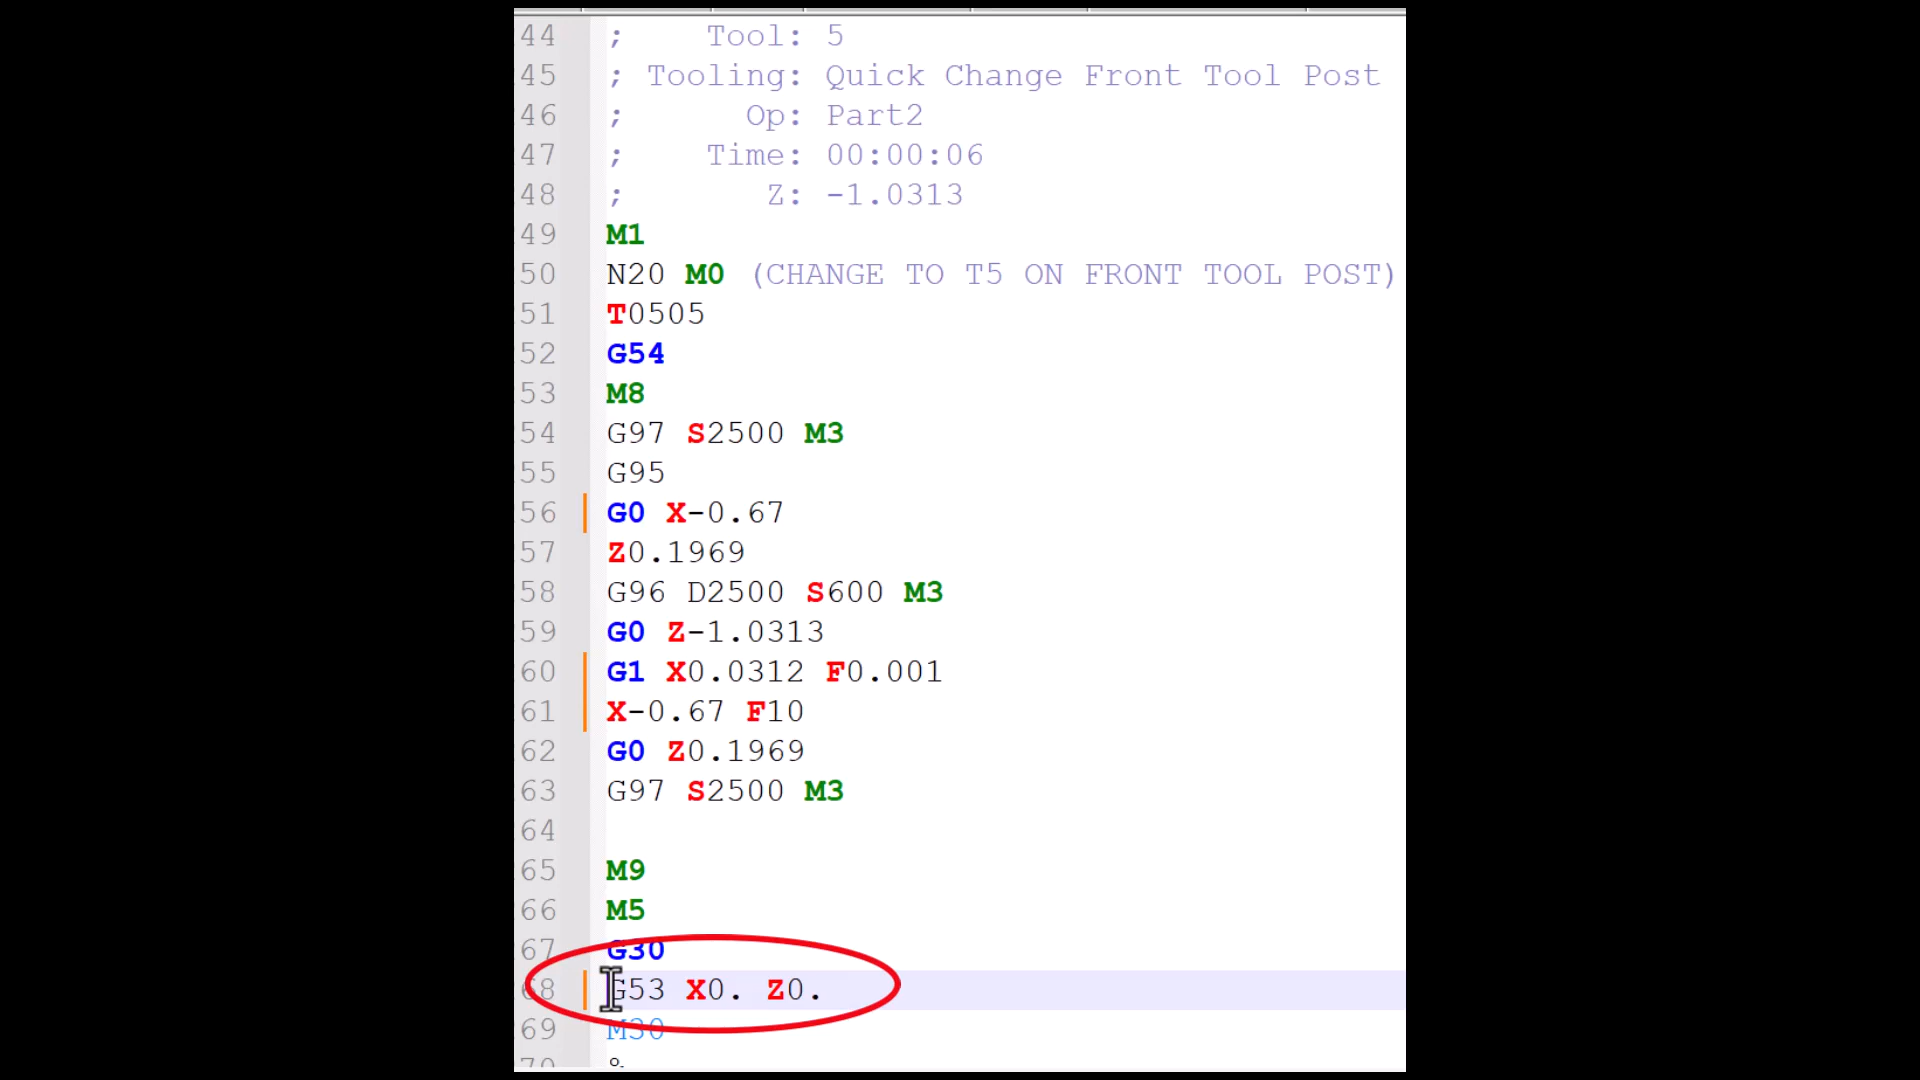 44 ; Tool: 5
45 ; Tooling: Quick Change Front Tool Post
46 ; Op: Part2
47 ; Time: 00:00:06
48 ; Z: -1.0313
49 M1
50 N20 M0 (CHANGE TO T5 ON FRONT TOOL POST)
51 T0505
52 G54
53 M8
54 G97 S2500 M3
55 G95
56 G0 X-0.67
57 Z0.1969
58 G96 D2500 S600 M3
59 G0 Z-1.0313
60 G1 X0.0312 F0.001
61 X-0.67 F10
62 G0 Z0.1969
63 G97 S2500 M3
64
65 M9
66 M5
67 G30
68 G53 X0. Z0.
69 M30
70 %